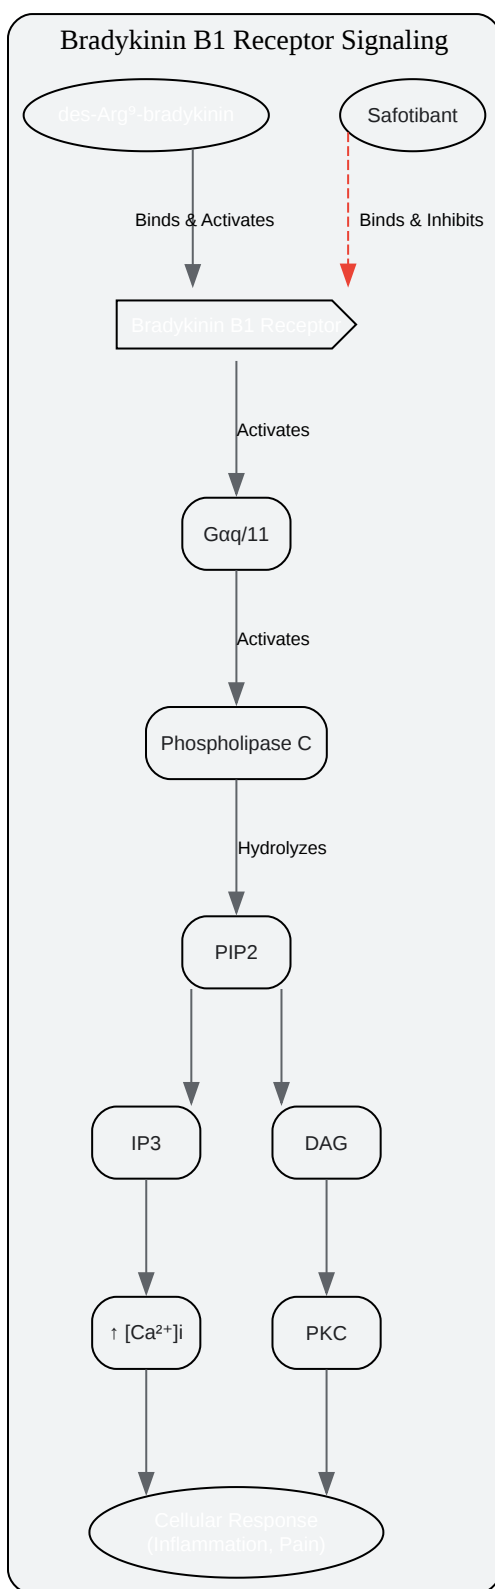 Bradykinin B1 Receptor Signaling
des-Arg⁹-bradykinin
Safotibant
Binds & Activates
Binds & Inhibits
Bradykinin B1 Receptor
Activates
Gαq/11
Activates
Phospholipase C
Hydrolyzes
PIP2
IP3
DAG
↑ [Ca²⁺]i
PKC
Cellular Response
(Inflammation, Pain)